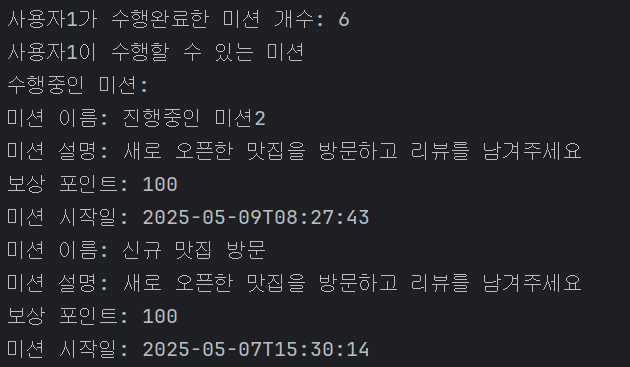 사용자1가 수행완료한 미션 개수: 6
사용자1이 수행할 수 있는 미션
수행중인 미션:
미션 이름: 진행중인 미션2
미션 설명: 새로 오픈한 맛집을 방문하고 리뷰를 남겨주세요
보상 포인트: 100
미션 시작일: 2025-05-09T08:27:43
미션 이름: 신규 맛집 방문
미션 설명: 새로 오픈한 맛집을 방문하고 리뷰를 남겨주세요
보상 포인트: 100
미션 시작일: 2025-05-07T15:30:14